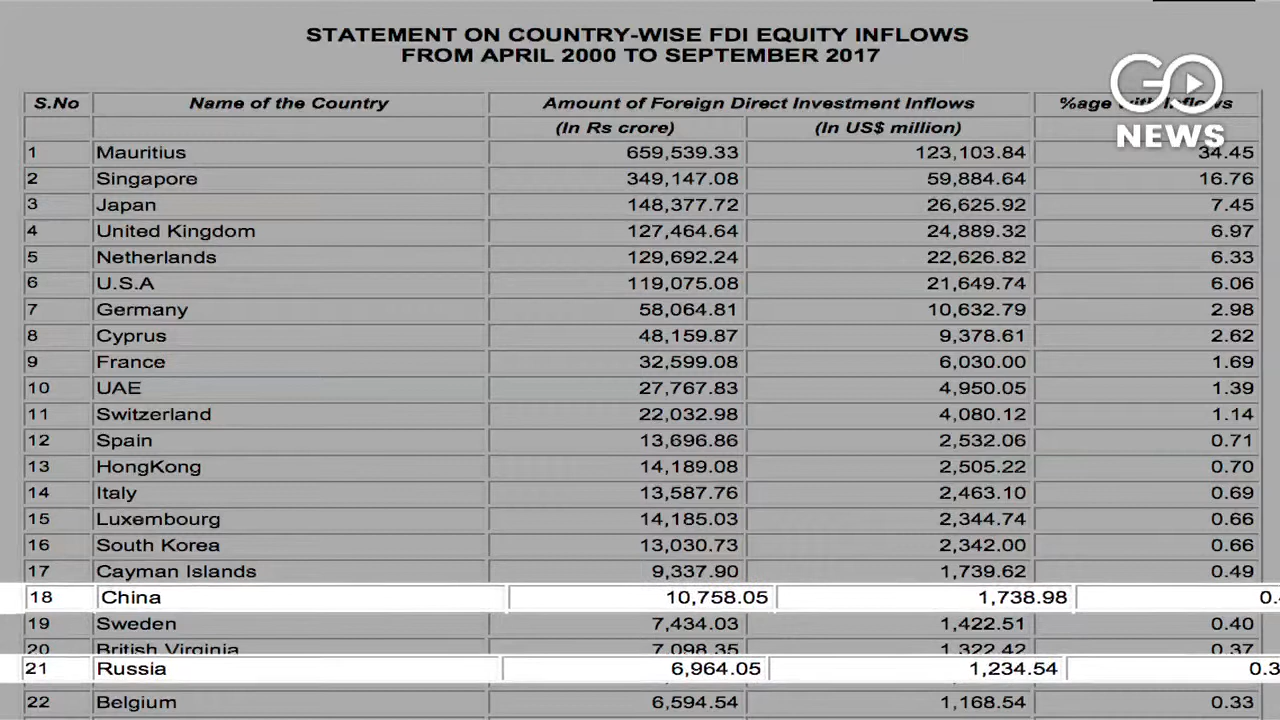 STATEMENT ON COUNTRY-WISE FDI EQUITY INFLOWS
FROM APRIL 2000 TO SEPTEMBER 2017
GO
NEWS
S.No Name of the Country Amount of Foreign Direct Investment Inflows %age with Inflows
(In Rs crore) (In US$ million)
1 Mauritius 659,539.33 123,103.84 34.45
2 Singapore 349,147.08 59,884.64 16.76
3 Japan 148,377.72 26,625.92 7.45
4 United Kingdom 127,464.64 24,889.32 6.97
5 Netherlands 129,692.24 22,626.82 6.33
6 U.S.A 119,075.08 21,649.74 6.06
7 Germany 58,064.81 10,632.79 2.98
8 Cyprus 48,159.87 9,378.61 2.62
9 France 32,599.08 6,030.00 1.69
10 UAE 27,767.83 4,950.05 1.39
11 Switzerland 22,032.98 4,080.12 1.14
12 Spain 13,696.86 2,532.06 0.71
13 HongKong 14,189.08 2,505.22 0.70
14 Italy 13,587.76 2,463.10 0.69
15 Luxembourg 14,185.03 2,344.74 0.66
16 South Korea 13,030.73 2,342.00 0.66
17 Cayman Islands 9,337.90 1,739.62 0.49
18 China 10,758.05 1,738.98 0.
19 Sweden 7,434.03 1,422.51 0.40
20 British Virginia 7,098.35 1,322.42 0.37
21 Russia 6,964.05 1,234.54 0.3
22 Belgium 6,594.54 1,168.54 0.33